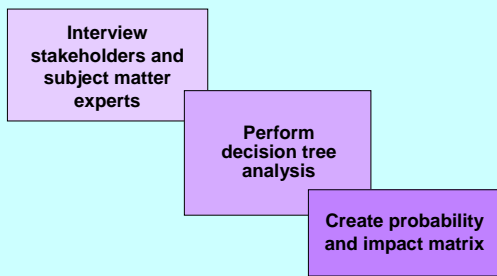 Interview
stakeholders and
subject matter
experts
Perform
decision tree
analysis
Create probability
and impact matrix